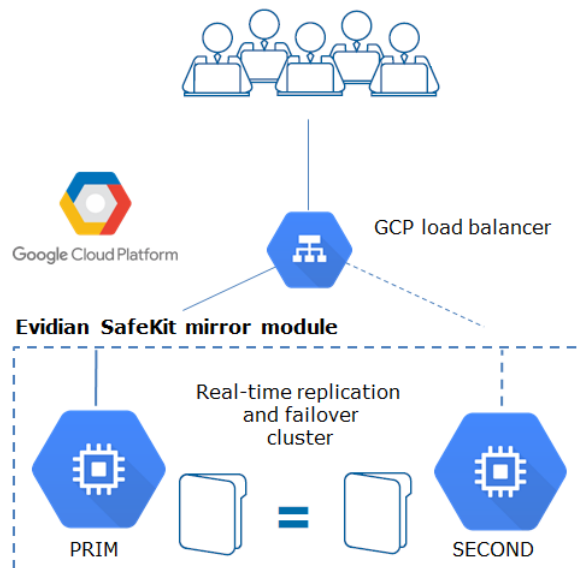 GCP load balancer
Google Cloud Platform
Evidian SafeKit mirror module
Real-time replication
and failover
cluster
PRIM
SECOND